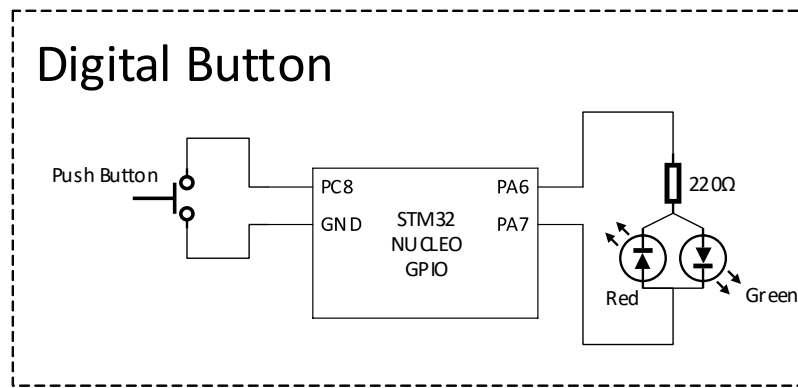 Digital Button
Push Button
PC8
GND
STM32
NUCLEO
GPIO
PA6
PA7
220Ω
Red
Green